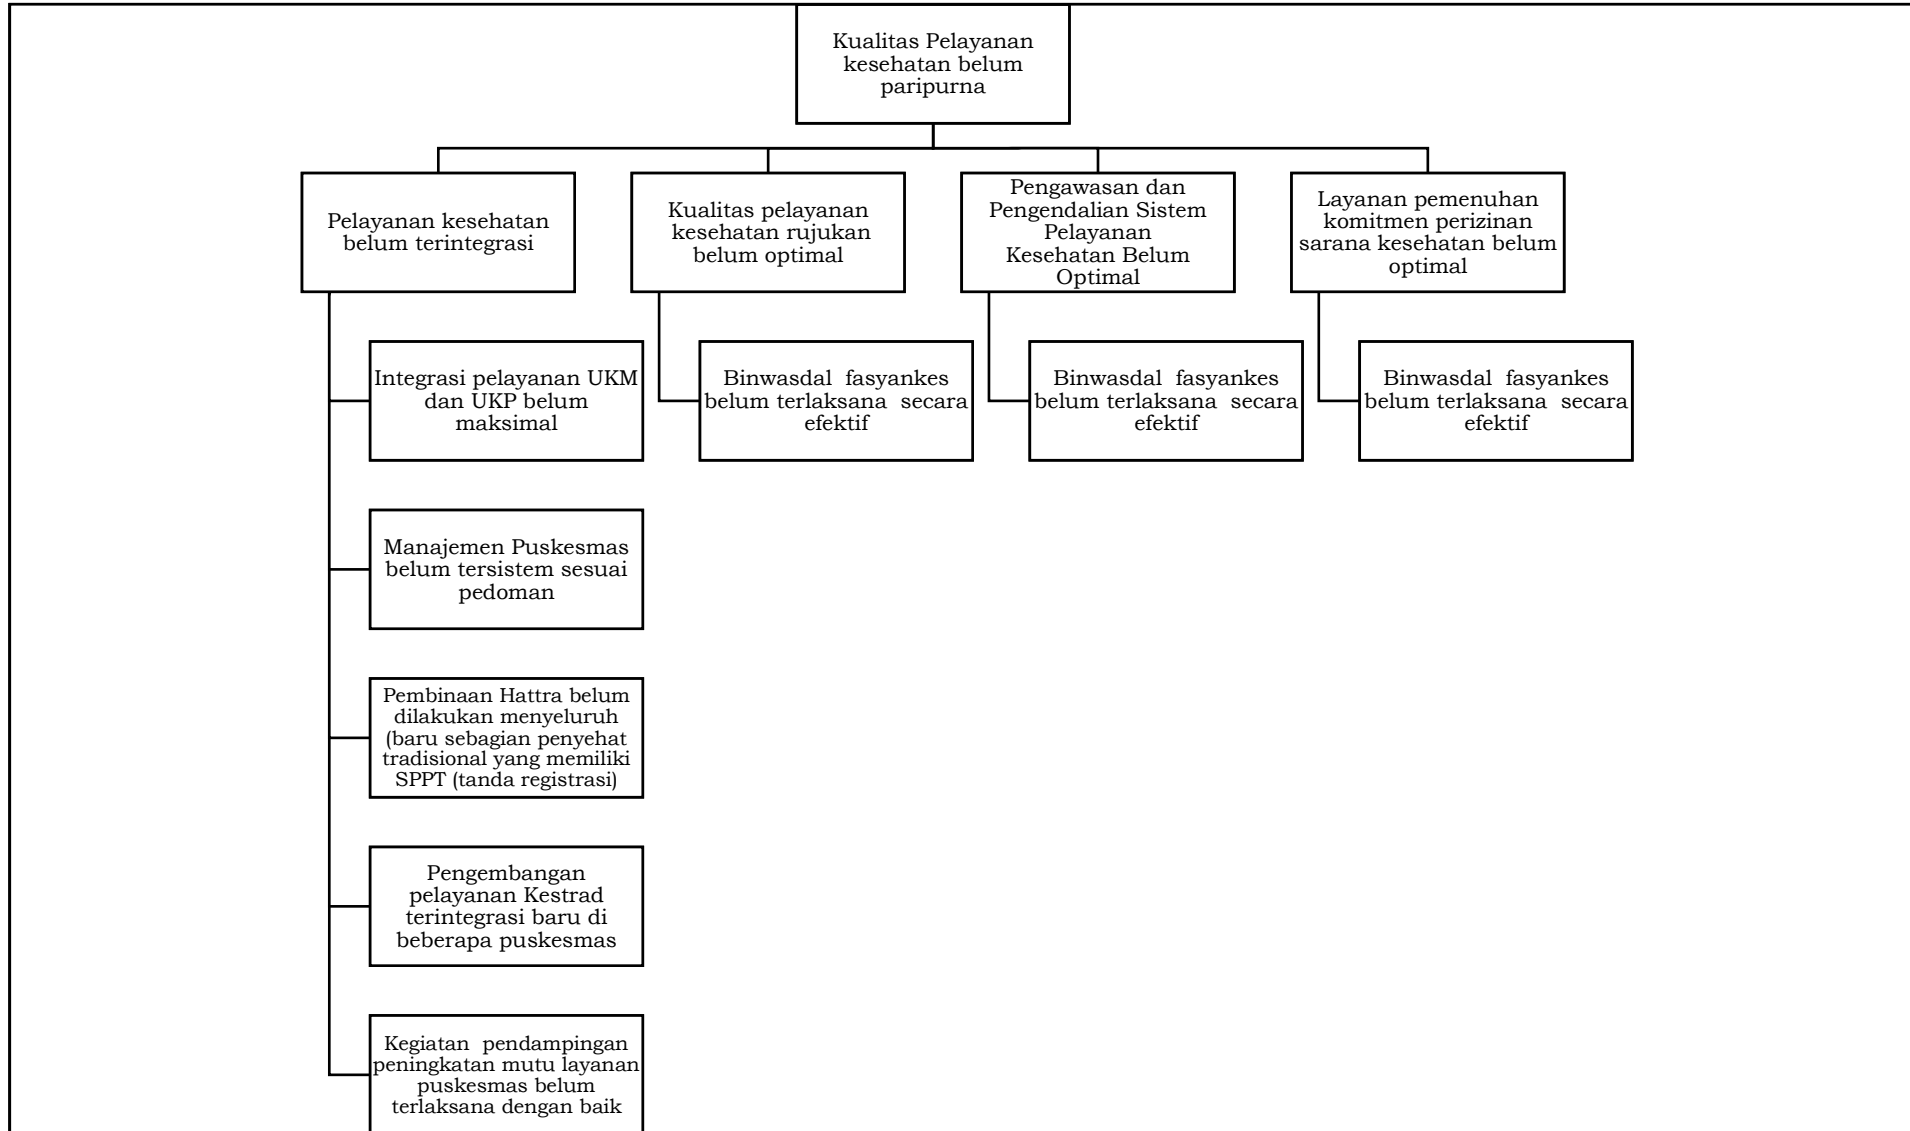 Kualitas Pelayanan
kesehatan belum
paripurna
Pelayanan kesehatan
belum terintegrasi
Kualitas pelayanan
kesehatan rujukan
belum optimal
Pengawasan dan
Pengendalian Sistem
Pelayanan
Kesehatan Belum
Optimal
Layanan pemenuhan
komitmen perizinan
sarana kesehatan belum
optimal
Integrasi pelayanan UKM
dan UKP belum
maksimal
Binwasdal  fasyankes
belum terlaksana  secara
efektif
Binwasdal  fasyankes
belum terlaksana  secara
efektif
Binwasdal  fasyankes
belum terlaksana  secara
efektif
Manajemen Puskesmas
belum tersistem sesuai
pedoman
Pembinaan Hattra belum
dilakukan menyeluruh
(baru sebagian penyehat
tradisional yang memiliki
SPPT (tanda registrasi)
Pengembangan
pelayanan Kestrad
terintegrasi baru di
beberapa puskesmas
Kegiatan  pendampingan
peningkatan mutu layanan
puskesmas belum
terlaksana dengan baik